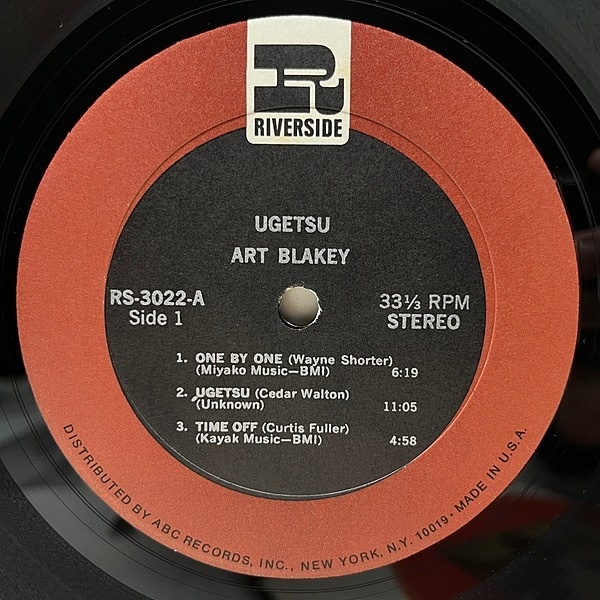 R
RIVERSIDE
UGETSU
ART BLAKEY
RS-3022-A
Side 1
33⅓ RPM
STEREO
1. ONE BY ONE (Wayne Shorter)
(Miyako Music—BMI) 6:19
2. UGETSU (Cedar Walton)
(Unknown) 11:05
3. TIME OFF (Curtis Fuller)
(Kayak Music—BMI) 4:58
DISTRIBUTED BY ABC RECORDS, INC., NEW YORK, N.Y. 10019 • MADE IN U.S.A.